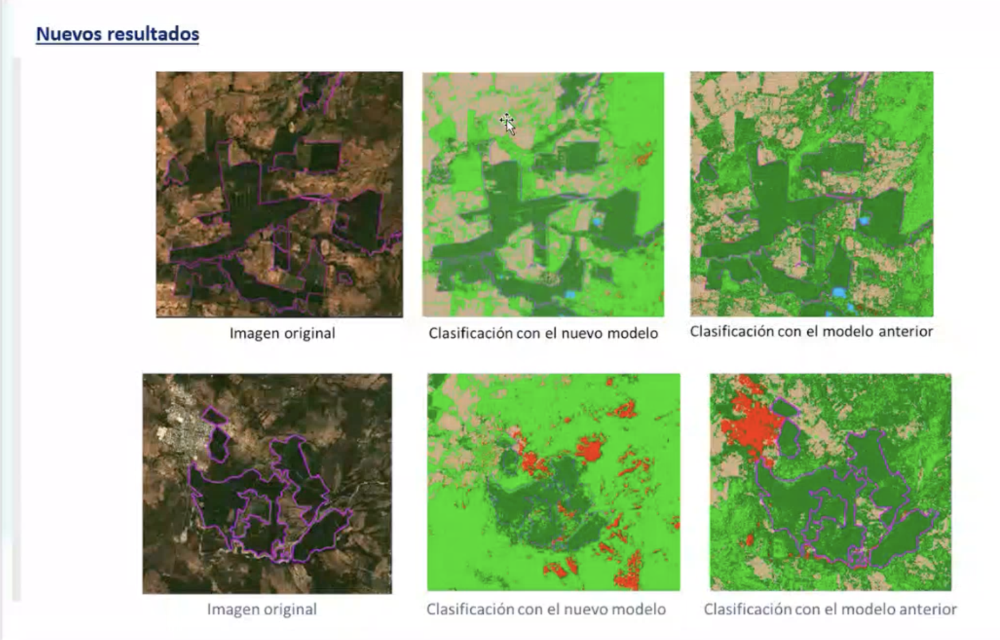 Nuevos resultados
Imagen original
Clasificación con el nuevo modelo
Clasificación con el modelo anterior
Imagen original
Clasificación con el nuevo modelo
Clasificación con el modelo anterior